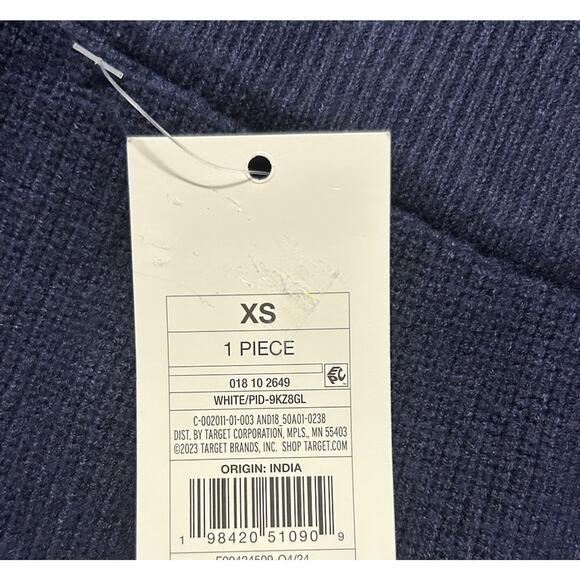 XS
1 PIECE
018 10 2649
EPC
WHITE/PID-9KZ8GL
C-002011-01-003 AND18_50A01-0238
DIST. BY TARGET CORPORATION, MPLS., MN 55403
©2023 TARGET BRANDS, INC. SHOP TARGET.COM
ORIGIN: INDIA
1 98420 51090 9